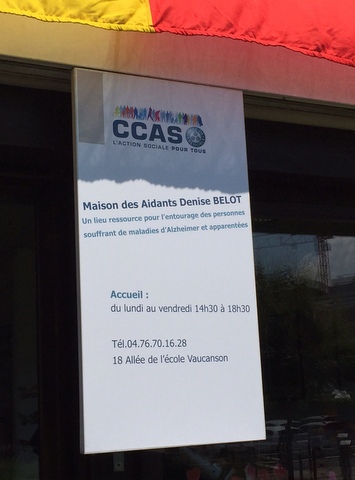 CCAS
L'ACTION SOCIALE POUR TOUS
Maison des Aidants Denise BELOT
Un lieu ressource pour l'entourage des personnes
souffrant de maladies d'Alzheimer et apparentées
Accueil :
du lundi au vendredi 14h30 à 18h30
Tél.04.76.70.16.28
18 Allée de l'école Vaucanson